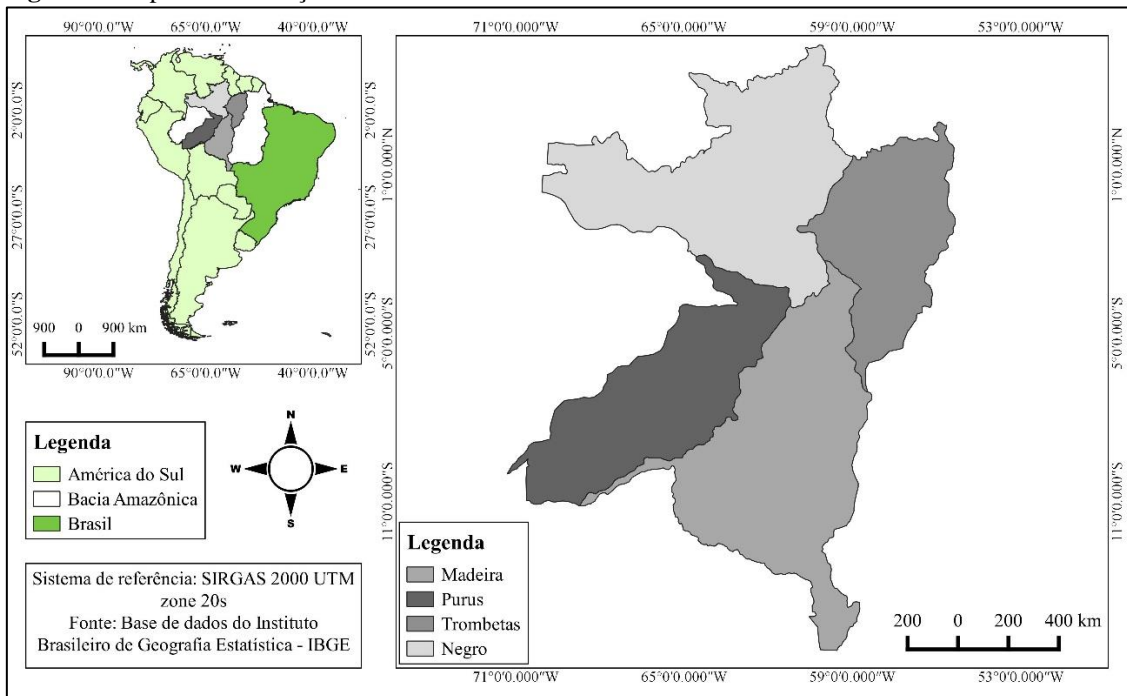 90°0'0.0"W 65°0'0.0"W 40°0'0.0"W
2°0'0.0"S
27°0'0.0"S
52°0'0.0"S
2°0'0.0"S
27°0'0.0"S
52°0'0.0"S
900 0 900 km
90°0'0.0"W 65°0'0.0"W 40°0'0.0"W
Legenda
América do Sul
Bacia Amazônica
Brasil
N
W E
S
Sistema de referência: SIRGAS 2000 UTM
zone 20s
Fonte: Base de dados do Instituto
Brasileiro de Geografia Estatística - IBGE
71°0'0.000"W 65°0'0.000"W 59°0'0.000"W 53°0'0.000"W
1°0'0.000"N
5°0'0.000"S
11°0'0.000"S
1°0'0.000"N
5°0'0.000"S
11°0'0.000"S
Legenda
Madeira
Purus
Trombetas
Negro
200 0 200 400 km
71°0'0.000"W 65°0'0.000"W 59°0'0.000"W 53°0'0.000"W